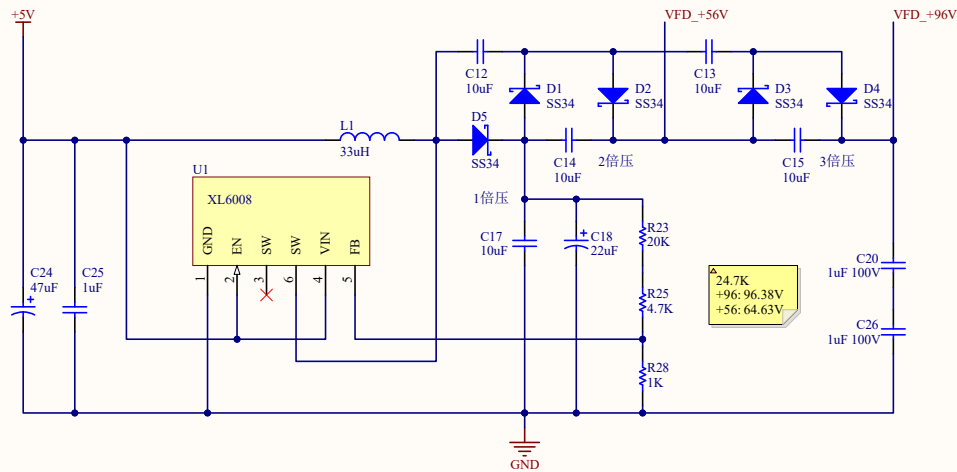 +5V
VFD_+56V
VFD_+96V
C12
10uF
C13
10uF
D1
SS34
D2
SS34
D3
SS34
D4
SS34
L1
33uH
D5
SS34
C14
10uF
2倍压
C15
10uF
3倍压
U1
XL6008
GND
EN
SW
SW
VIN
FB
1
2
3
6
4
5
1倍压
C17
10uF
C18
22uF
R23
20K
R25
4.7K
R28
1K
C24
47uF
C25
1uF
24.7K
+96: 96.38V
+56: 64.63V
C20
1uF 100V
C26
1uF 100V
GND